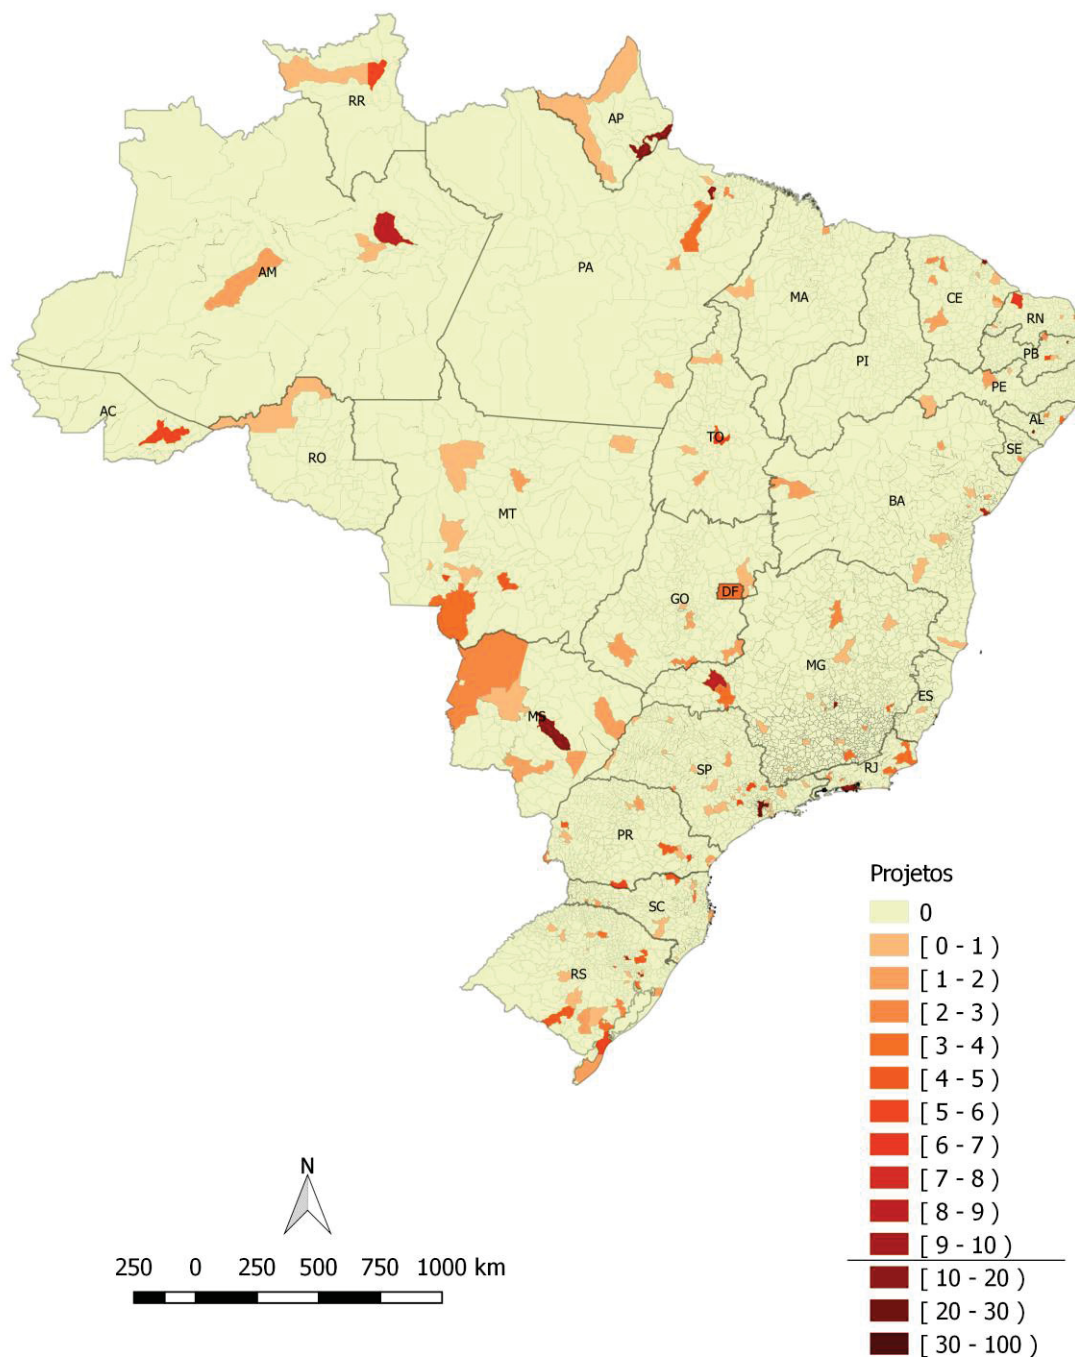 RR
AP
AM
PA
MA
CE
RN
PB
PI
PE
AC
AL
TO
SE
RO
BA
MT
DF
GO
MG
ES
MS
RJ
SP
PR
SC
RS
Projetos
0
[ 0 - 1 )
[ 1 - 2 )
[ 2 - 3 )
[ 3 - 4 )
[ 4 - 5 )
[ 5 - 6 )
[ 6 - 7 )
[ 7 - 8 )
[ 8 - 9 )
[ 9 - 10 )
[ 10 - 20 )
[ 20 - 30 )
[ 30 - 100 )
N
250 0 250 500 750 1000 km